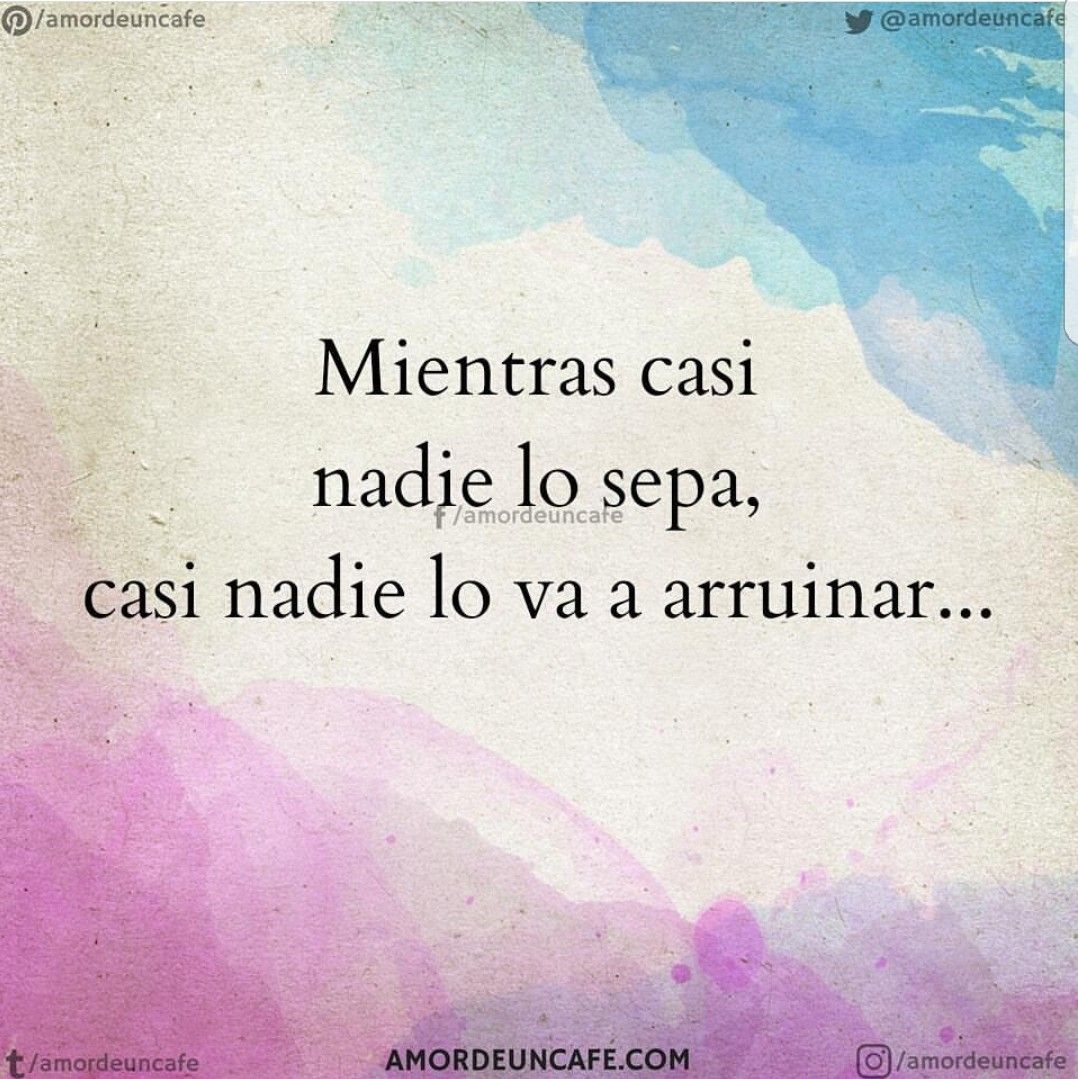 /amordeuncafe
@amordeuncafe
Mientras casi
nadie lo sepa,
f /amordeuncafe
casi nadie lo va a arruinar...
t /amordeuncafe
AMORDEUNCAFE.COM
/amordeuncafe